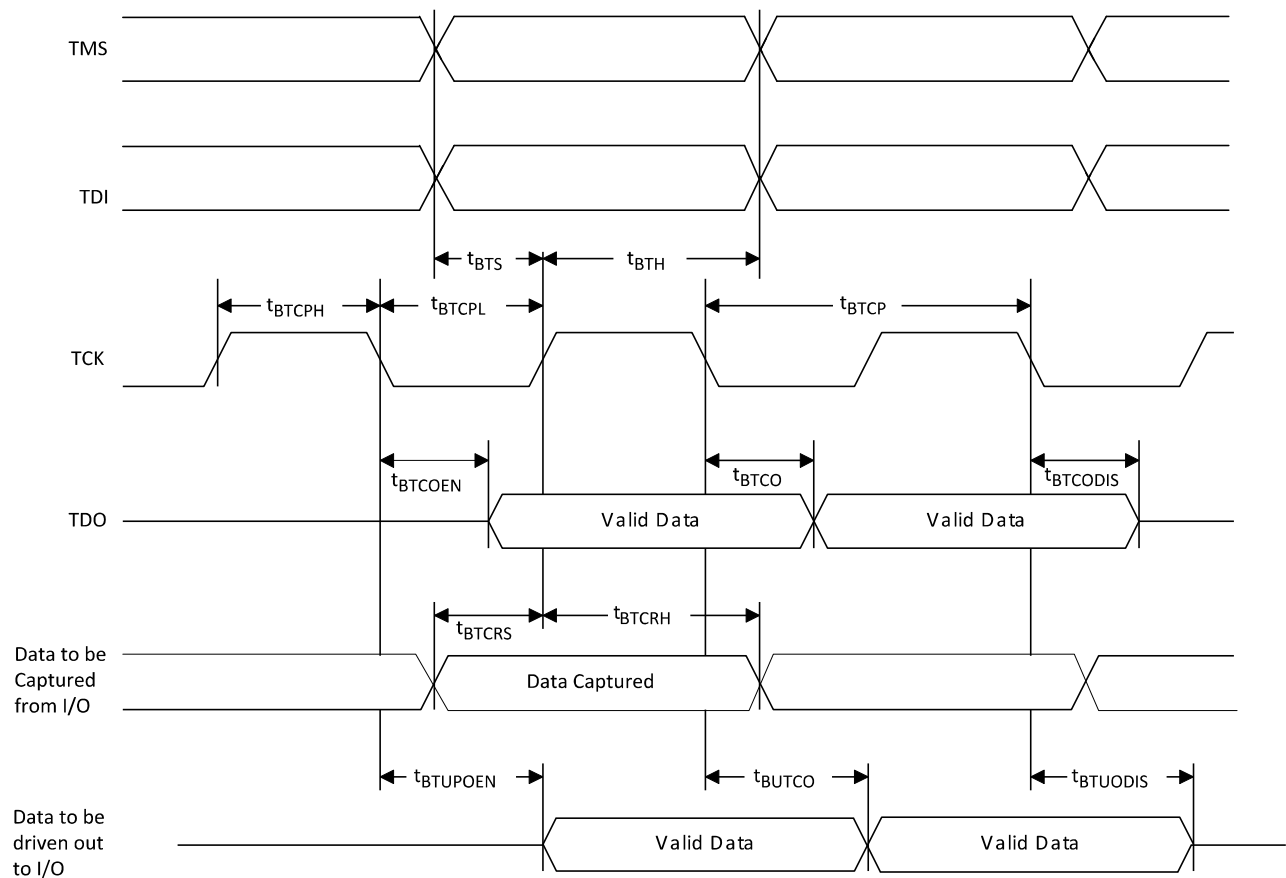 TMS
TDI
tBTS
tBTH
tBTCPH
tBTCPL
tBTCP
TCK
tBTCOEN
tBTCO
tBTCODIS
TDO
Valid Data
Valid Data
tBTCRS
tBTCRH
Data to be
Captured
from I/O
Data Captured
tBTUPOEN
tBUTCO
tBTUODIS
Data to be
driven out
to I/O
Valid Data
Valid Data